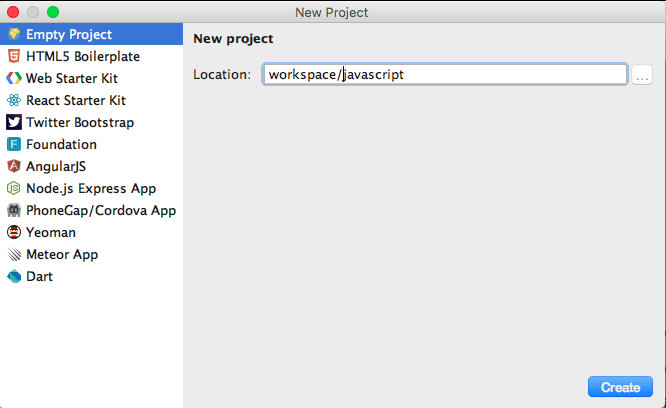 New Project
Empty Project
HTML5 Boilerplate
Web Starter Kit
React Starter Kit
Twitter Bootstrap
Foundation
AngularJS
Node.js Express App
PhoneGap/Cordova App
Yeoman
Meteor App
Dart
New project
Location: workspace/javascript ...
Create